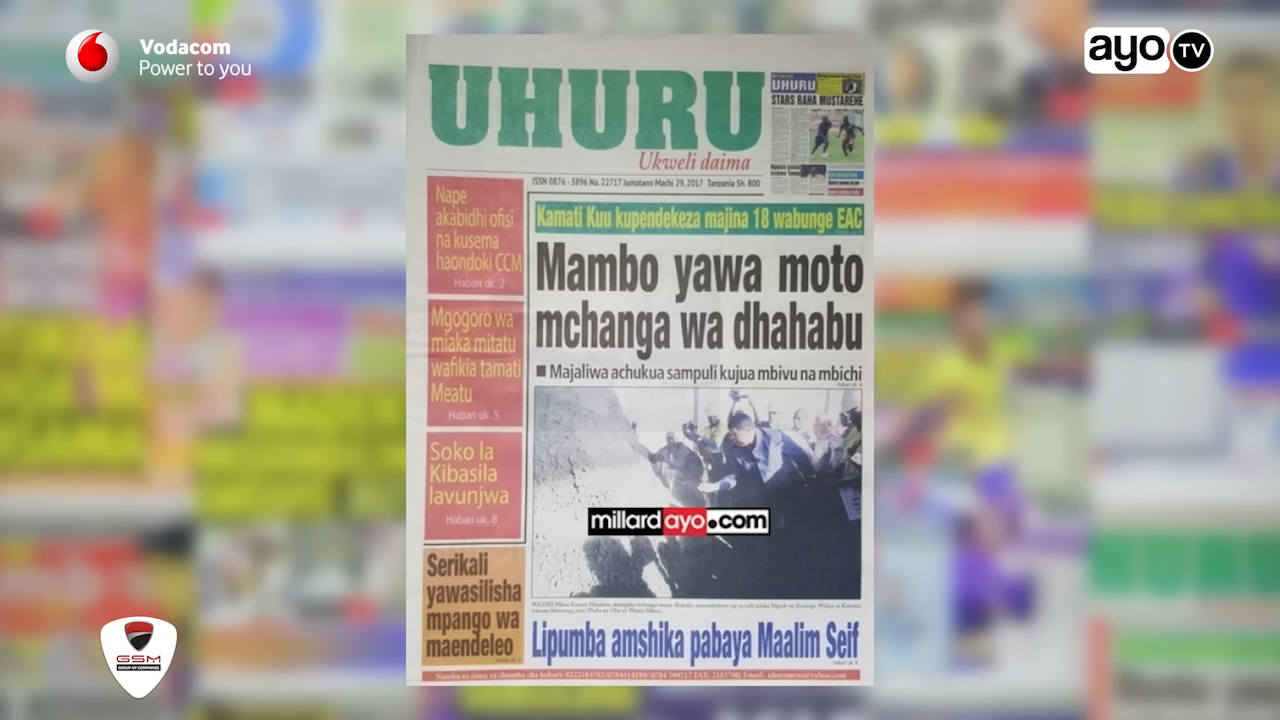 Vodacom
Power to you
ayo TV
UHURU
Ukweli daima
UHURU
STARS RAHA MUSTAREHE
ISSN 0876 - 3896 Na. 22717 Jumatano Machi 29, 2017 Tanzania Sh. 800
Nape
akabidhi ofisi
na kusema
haondoki CCM
Habari uk. 2
Mgogoro wa
miaka mitatu
wafikia tamati
Meatu
Habari uk. 5
Soko la
Kibasila
lavunjwa
Habari uk. 8
Serikali
yawasilisha
mpango wa
maendeleo
Kamati Kuu kupendekeza majina 18 wabunge EAC
Mambo yawa moto
mchanga wa dhahabu
Majaliwa achukua sampuli kujua mbivu na mbichi
millardayo.com
Lipumba amshika pabaya Maalim Seif
GSM
GROUP OF COMPANIES